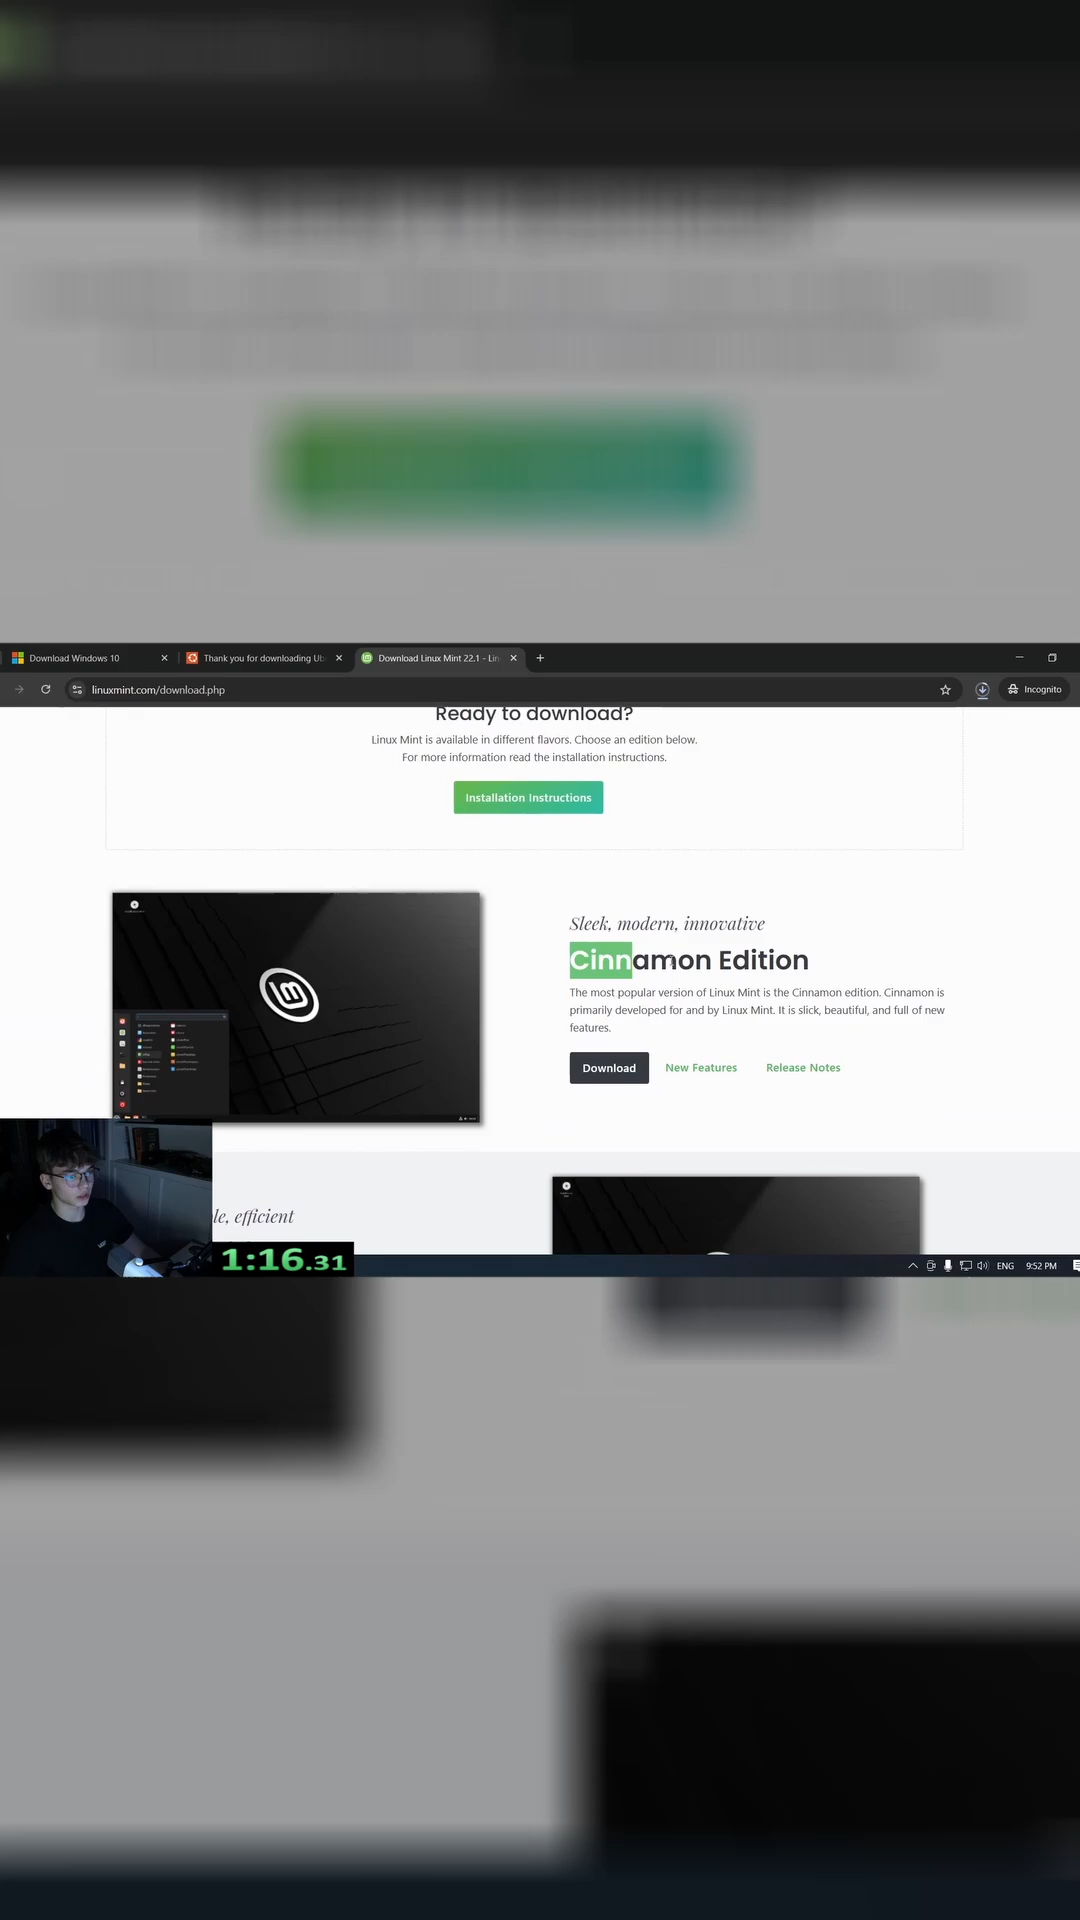 Download Windows 10
Thank you for downloading Ub
Download Linux Mint 22.1 - Lin
linuxmint.com/download.php
Incognito
Ready to download?
Linux Mint is available in different flavors. Choose an edition below.
For more information read the installation instructions.
Installation Instructions
Sleek, modern, innovative
Cinnamon Edition
The most popular version of Linux Mint is the Cinnamon edition. Cinnamon is
primarily developed for and by Linux Mint. It is slick, beautiful, and full of new
features.
Download
New Features
Release Notes
le, efficient
1:16.31
ENG
9:52 PM